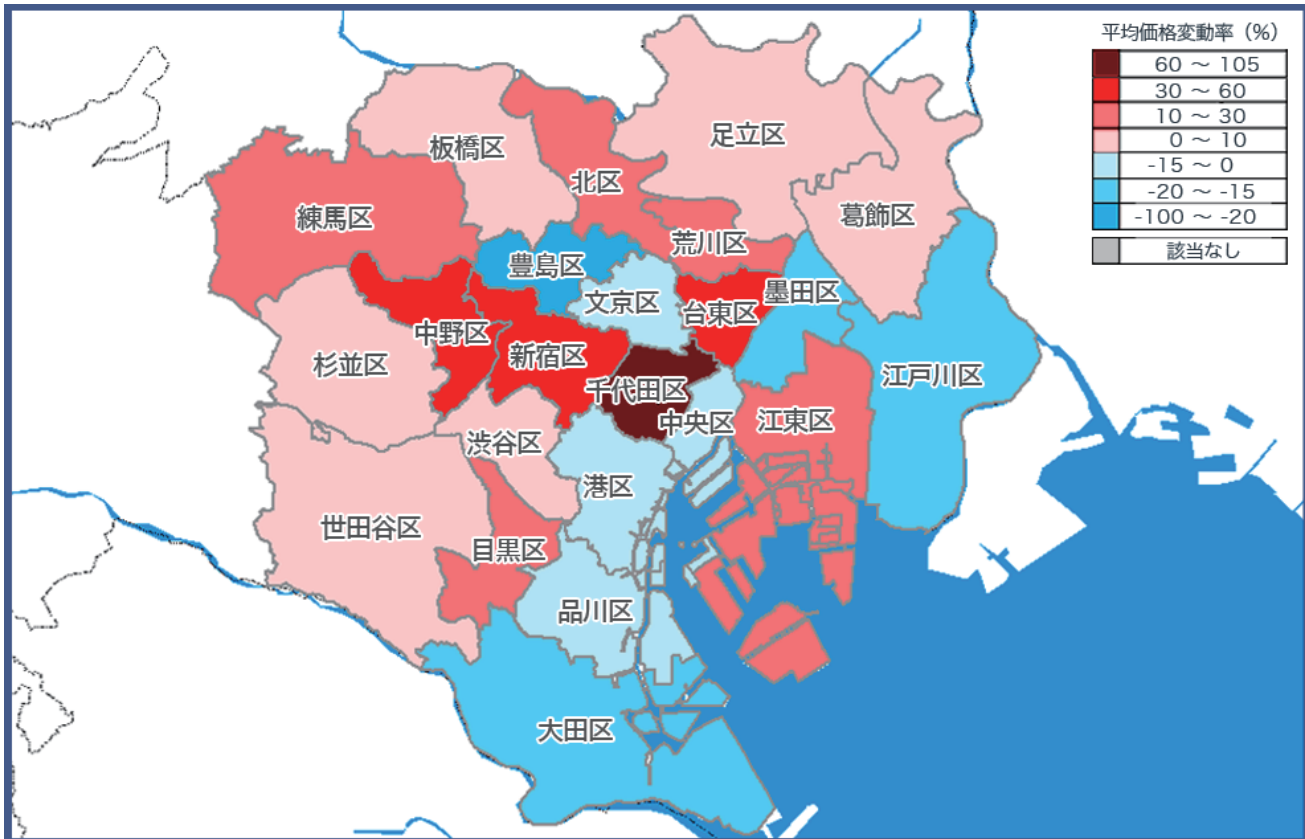 平均価格変動率（%）
60 ～ 105
30 ～ 60
10 ～ 30
0 ～ 10
-15 ～ 0
-20 ～ -15
-100 ～ -20
該当なし
足立区
板橋区
北区
葛飾区
練馬区
荒川区
豊島区
文京区
墨田区
台東区
中野区
新宿区
杉並区
千代田区
江戸川区
中央区
江東区
渋谷区
港区
世田谷区
目黒区
品川区
大田区